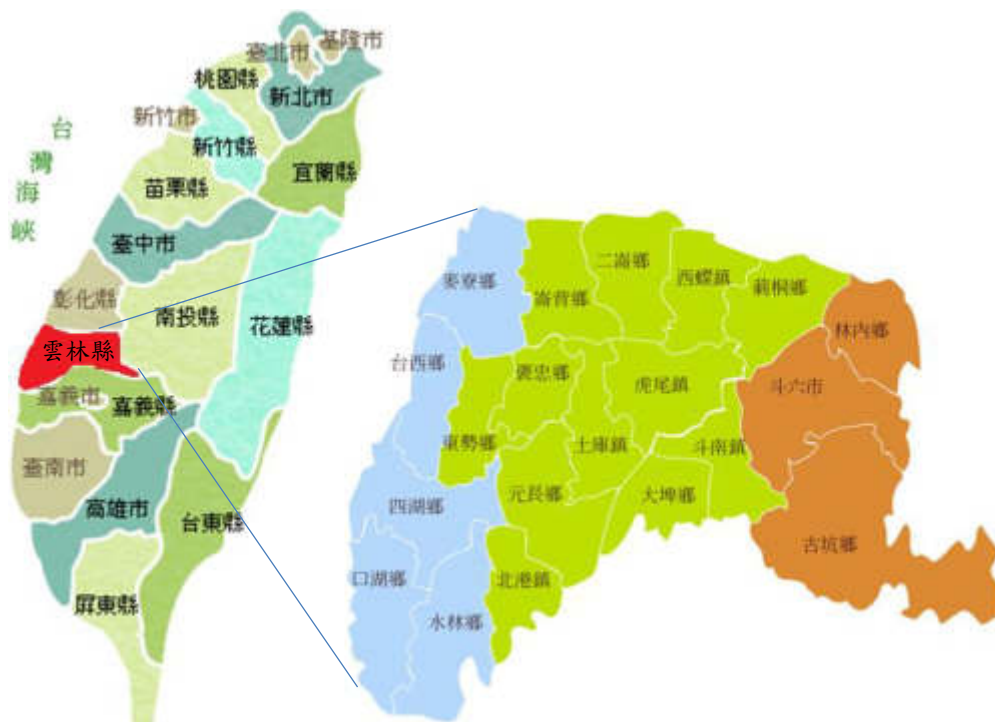 基隆市
臺北市
桃園縣
新北市
新竹市
新竹縣
宜蘭縣
苗栗縣
台灣海峽
臺中市
彰化縣
南投縣
花蓮縣
雲林縣
嘉義市
嘉義縣
臺南市
高雄市
台東縣
屏東縣
麥寮鄉
崙背鄉
二崙鄉
西螺鎮
莿桐鄉
林內鄉
台西鄉
褒忠鄉
虎尾鎮
斗六市
東勢鄉
土庫鎮
斗南鎮
四湖鄉
元長鄉
大埤鄉
古坑鄉
口湖鄉
北港鎮
水林鄉